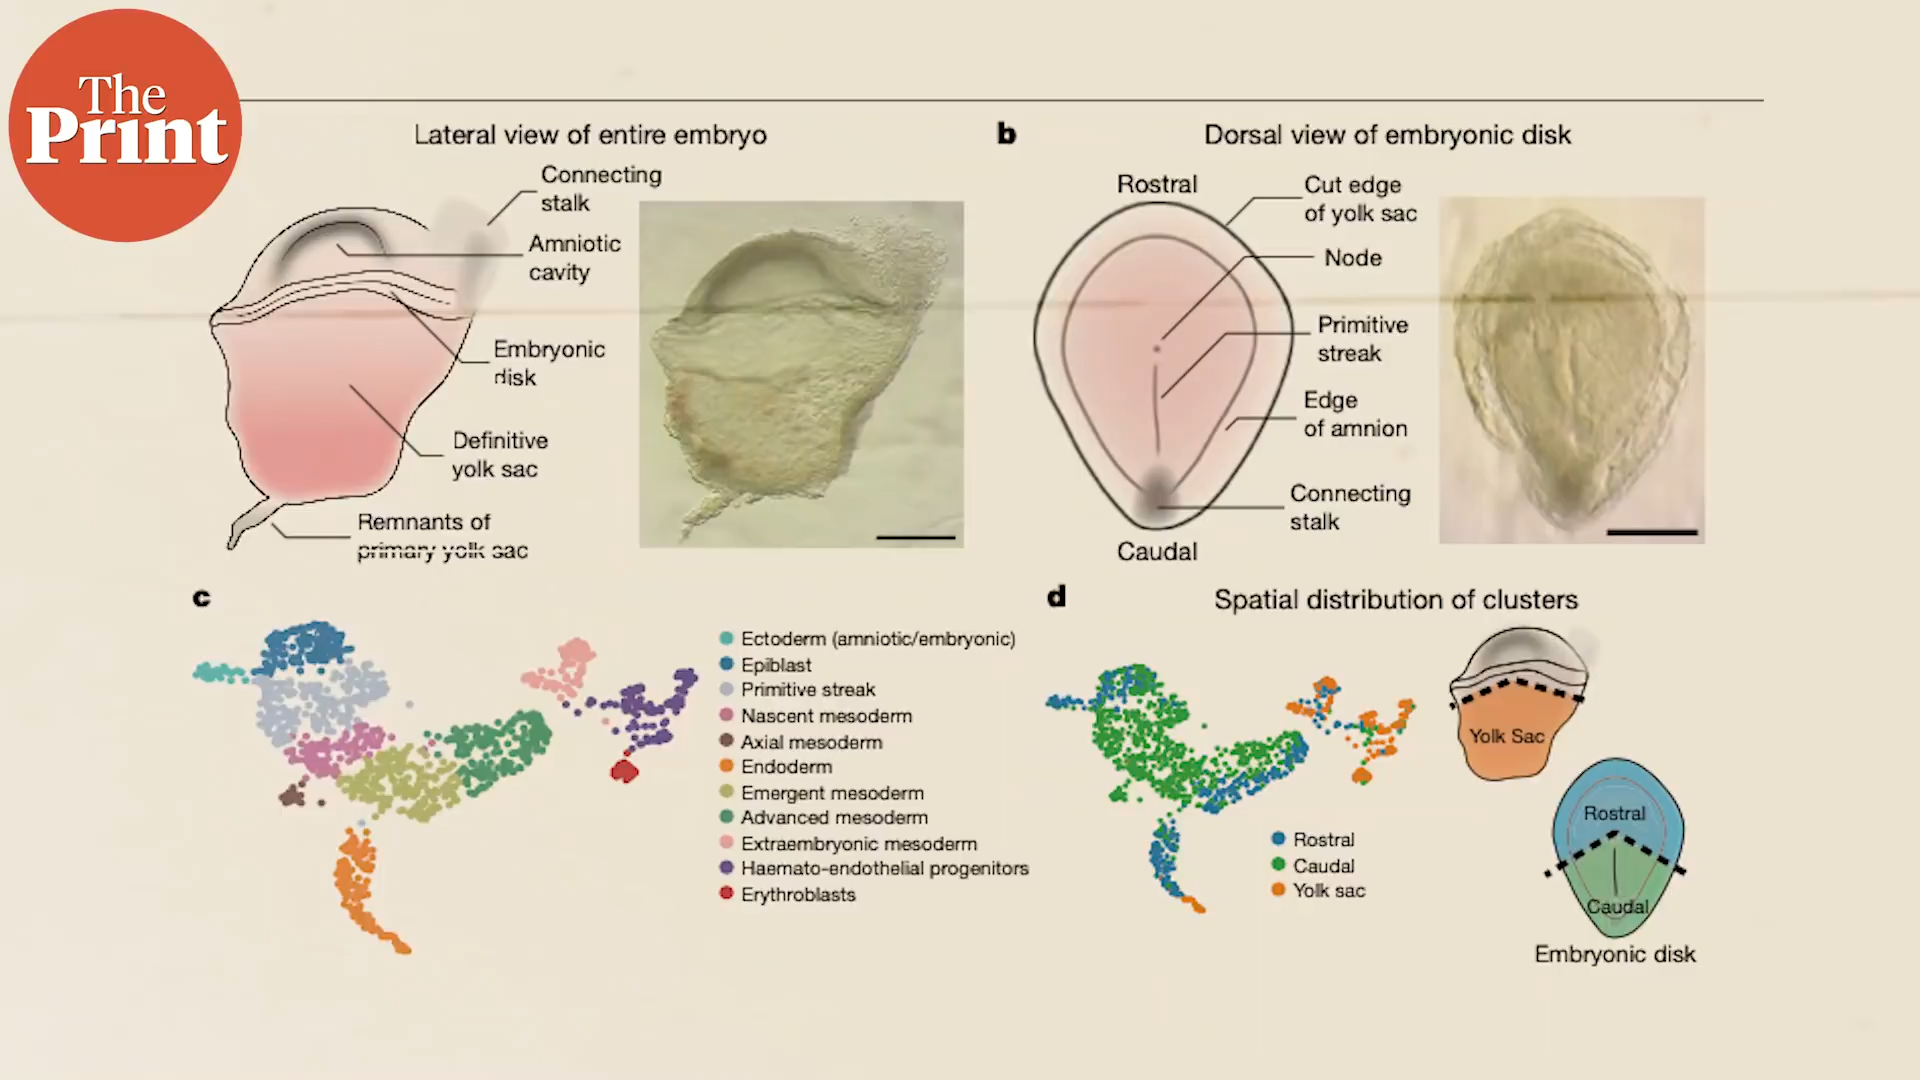 The
Print
Lateral view of entire embryo
Connecting
stalk
Amniotic
cavity
Embryonic
disk
Definitive
yolk sac
Remnants of
primary yolk sac
b
Dorsal view of embryonic disk
Rostral
Cut edge
of yolk sac
Node
Primitive
streak
Edge
of amnion
Connecting
stalk
Caudal
c
Ectoderm (amniotic/embryonic)
Epiblast
Primitive streak
Nascent mesoderm
Axial mesoderm
Endoderm
Emergent mesoderm
Advanced mesoderm
Extraembryonic mesoderm
Haemato-endothelial progenitors
Erythroblasts
d
Spatial distribution of clusters
Yolk Sac
Rostral
Caudal
Rostral
Caudal
Yolk sac
Embryonic disk